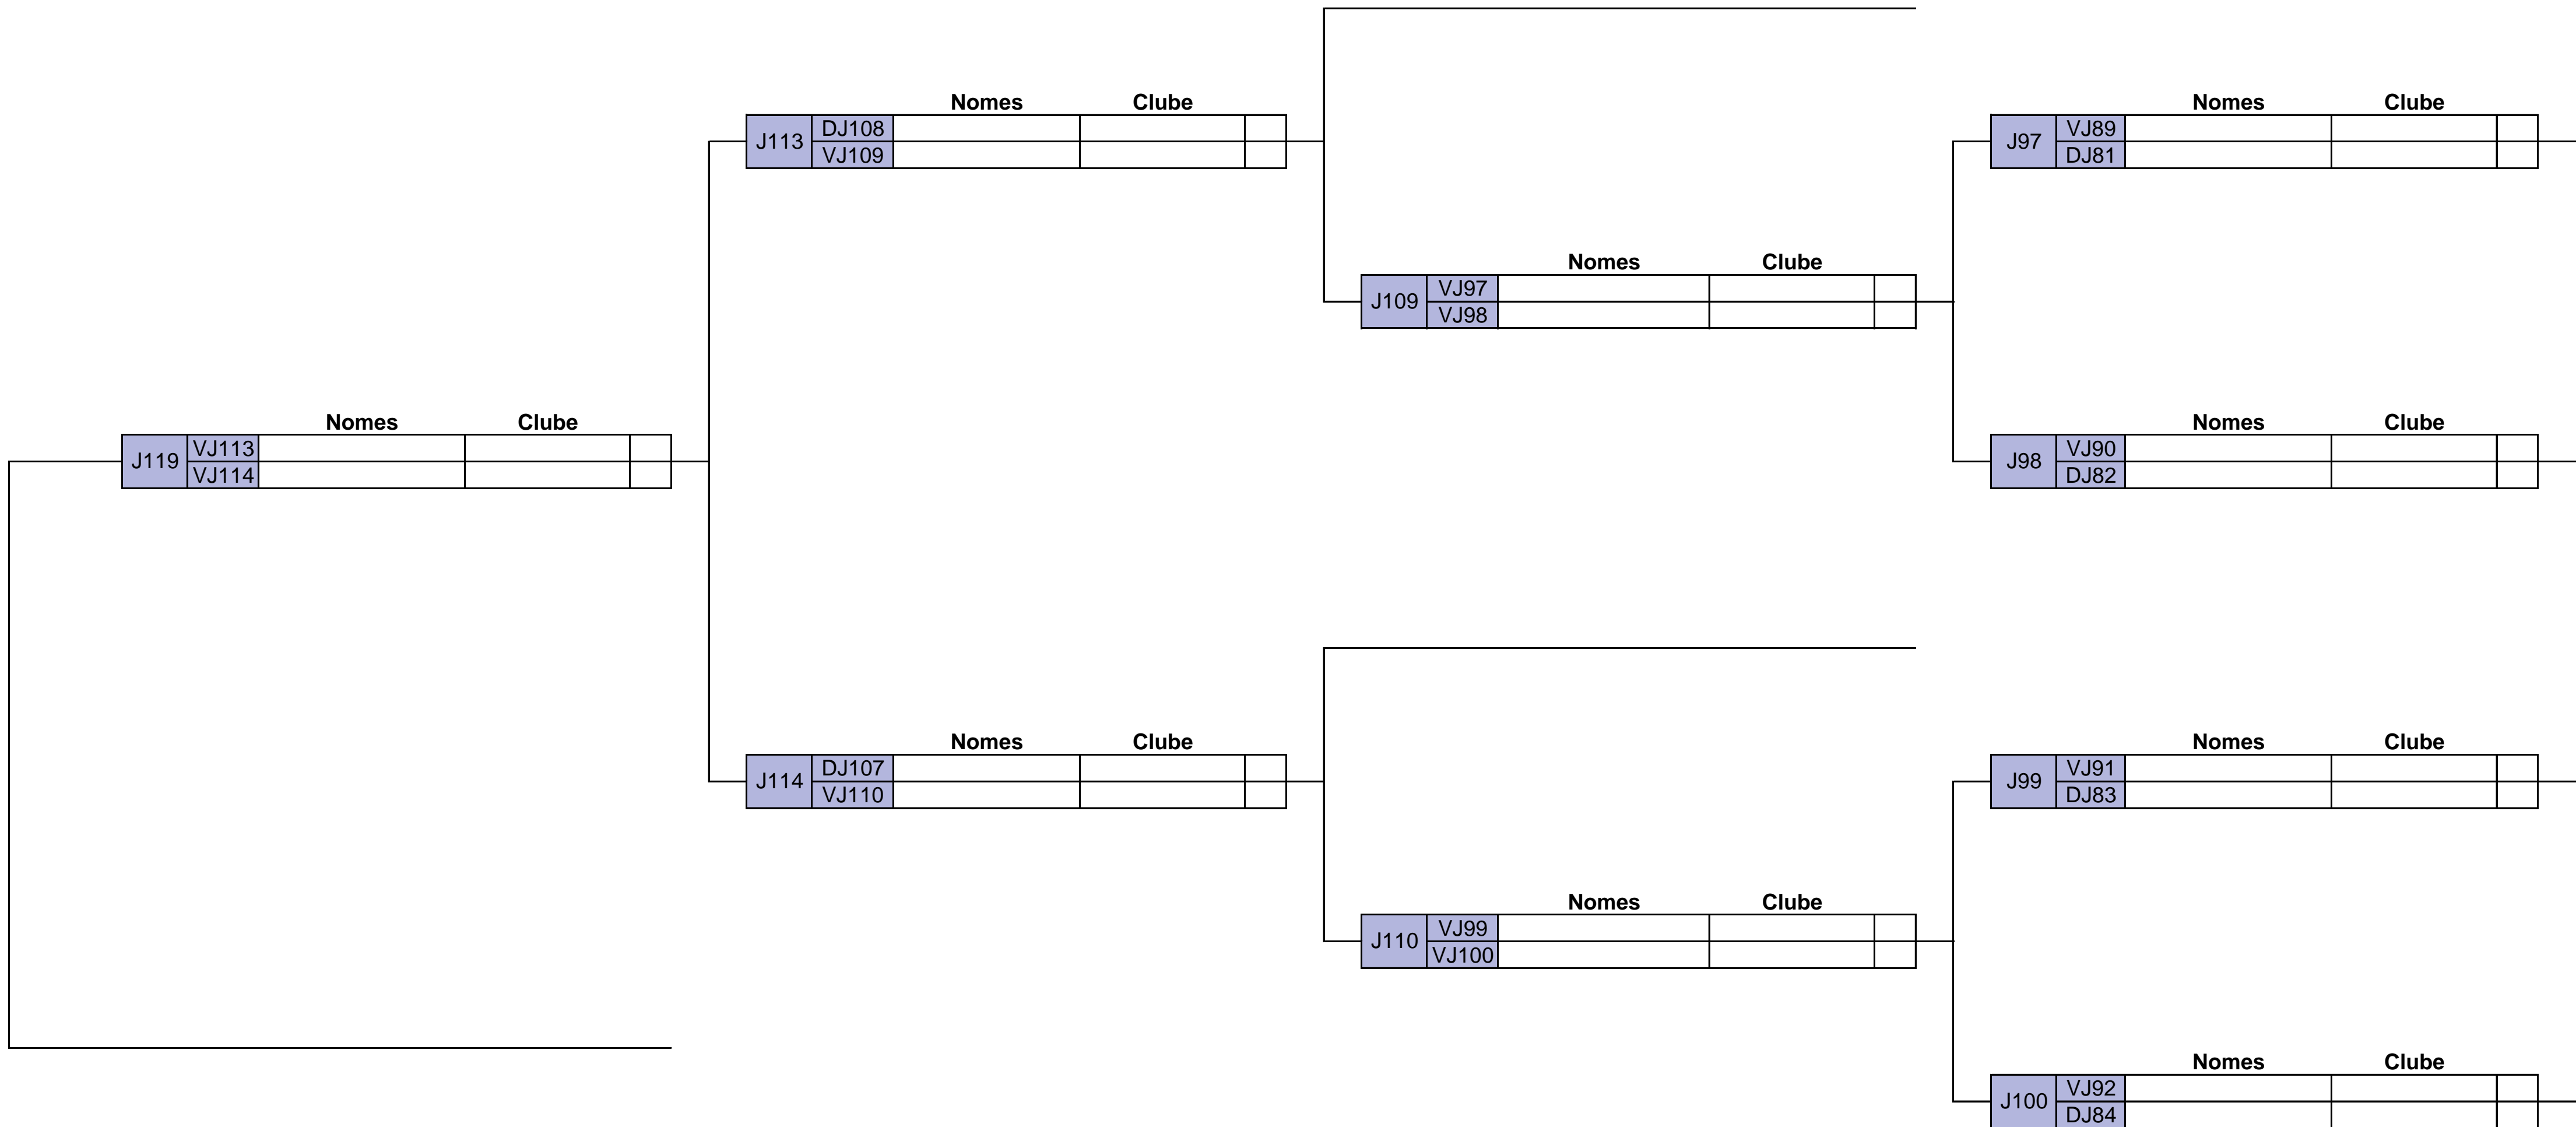 Nomes Clube Nomes Clube
J113 DJ108 J97 VJ89
VJ109 DJ81
Nomes Clube
J109 VJ97
VJ98
Nomes Clube Nomes Clube
J119 VJ113 J98 VJ90
VJ114 DJ82
Nomes Clube Nomes Clube
J114 DJ107 J99 VJ91
VJ110 DJ83
Nomes Clube
J110 VJ99
VJ100
Nomes Clube
J100 VJ92
DJ84